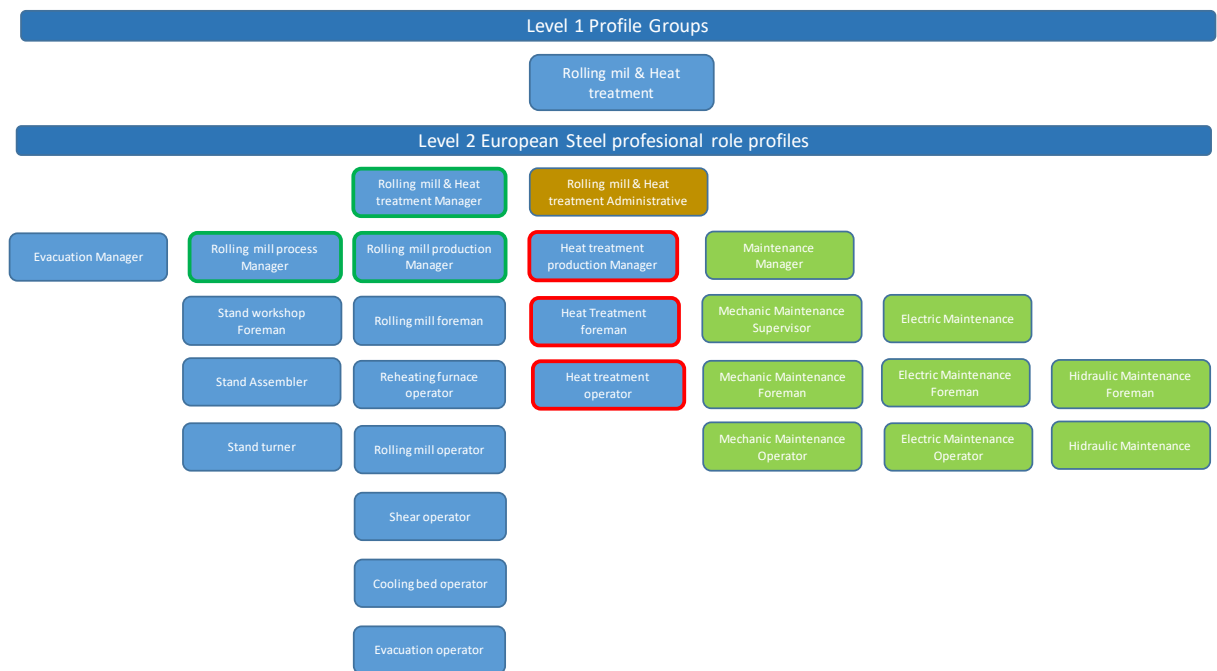 Level 1 Profile Groups
Rolling mil & Heat
treatment
Level 2 European Steel profesional role profiles
Rolling mill & Heat
treatment Manager
Rolling mill & Heat
treatment Administrative
Evacuation Manager
Rolling mill process
Manager
Rolling mill production
Manager
Heat treatment
production Manager
Maintenance
Manager
Stand workshop
Foreman
Rolling mill foreman
Heat Treatment
foreman
Mechanic Maintenance
Supervisor
Electric Maintenance
Stand Assembler
Reheating furnace
operator
Heat treatment
operator
Mechanic Maintenance
Foreman
Electric Maintenance
Foreman
Hidraulic Maintenance
Foreman
Stand turner
Rolling mill operator
Mechanic Maintenance
Operator
Electric Maintenance
Operator
Hidraulic Maintenance
Shear operator
Cooling bed operator
Evacuation operator